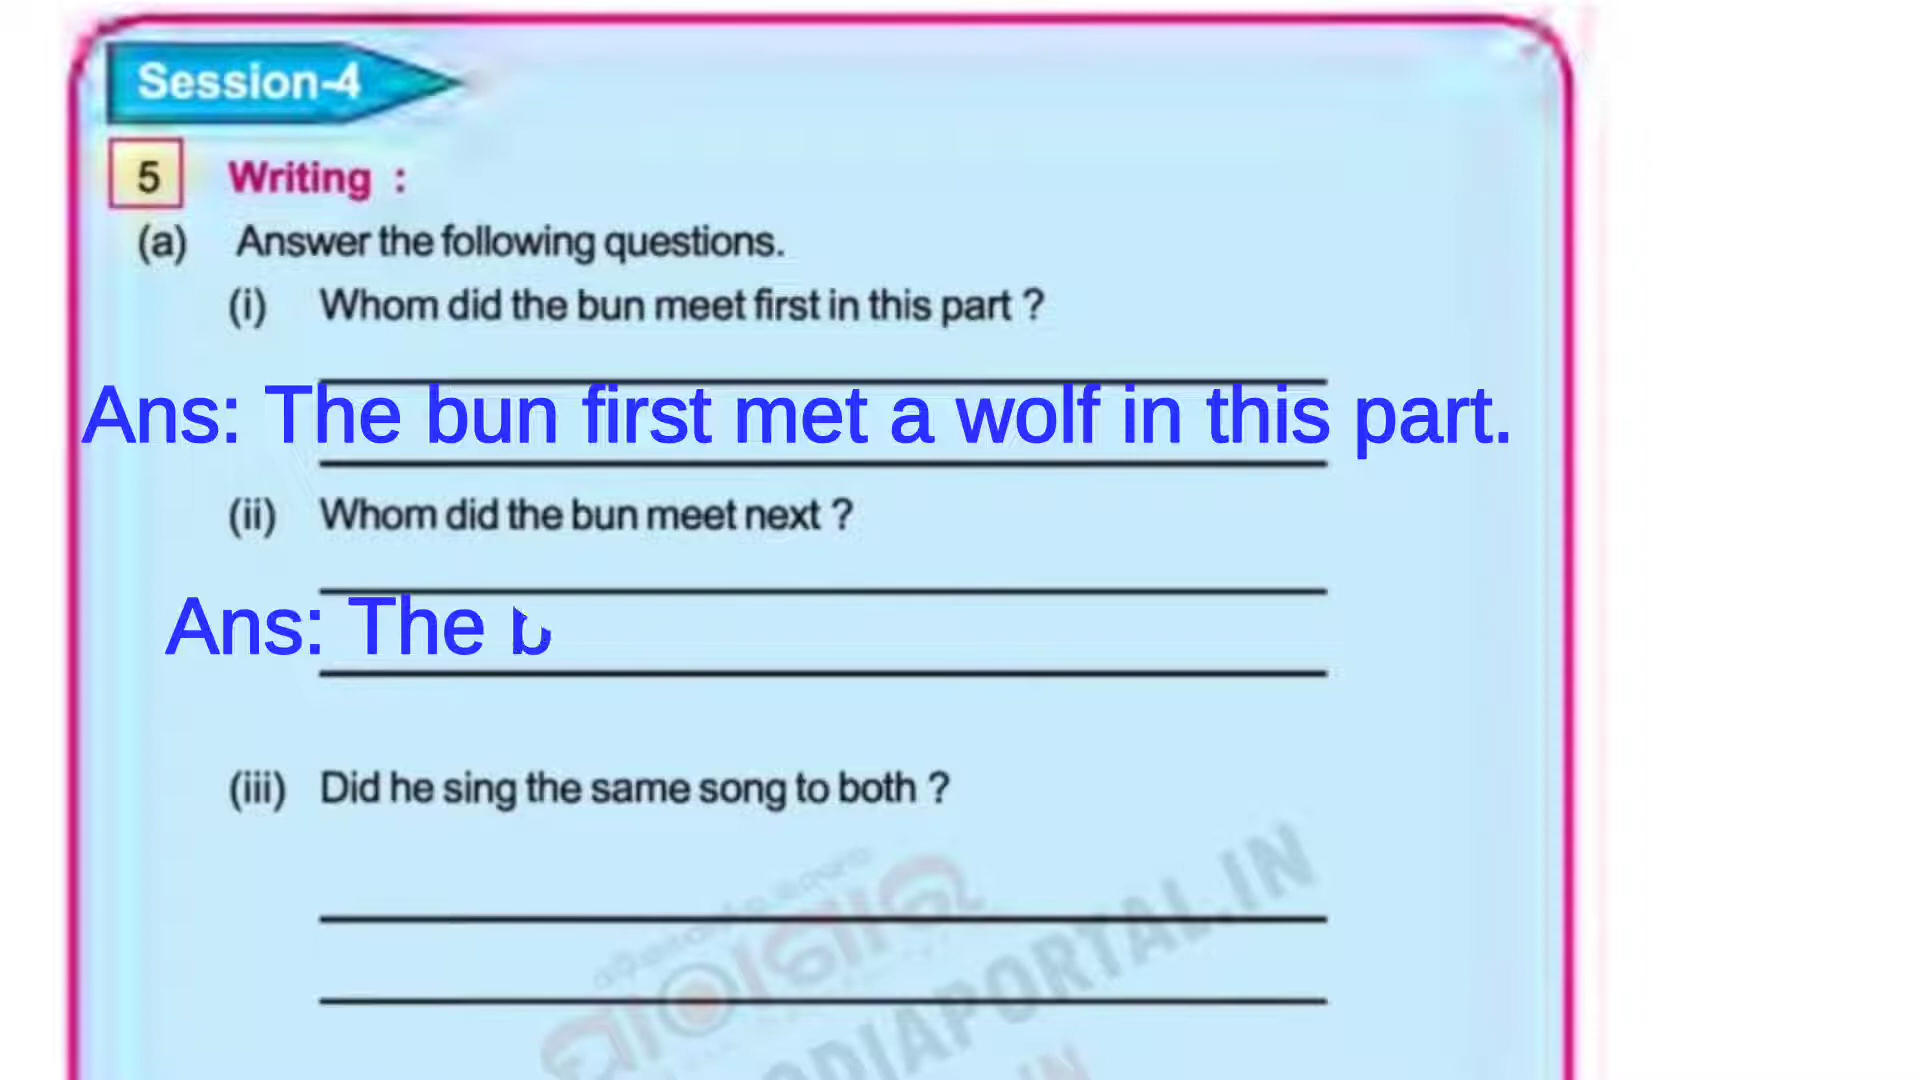 Session-4
5 Writing :
(a) Answer the following questions.
(i) Whom did the bun meet first in this part ?
Ans: The bun first met a wolf in this part.
(ii) Whom did the bun meet next ?
Ans: The b
(iii) Did he sing the same song to both ?
ODIAPORTAL.IN